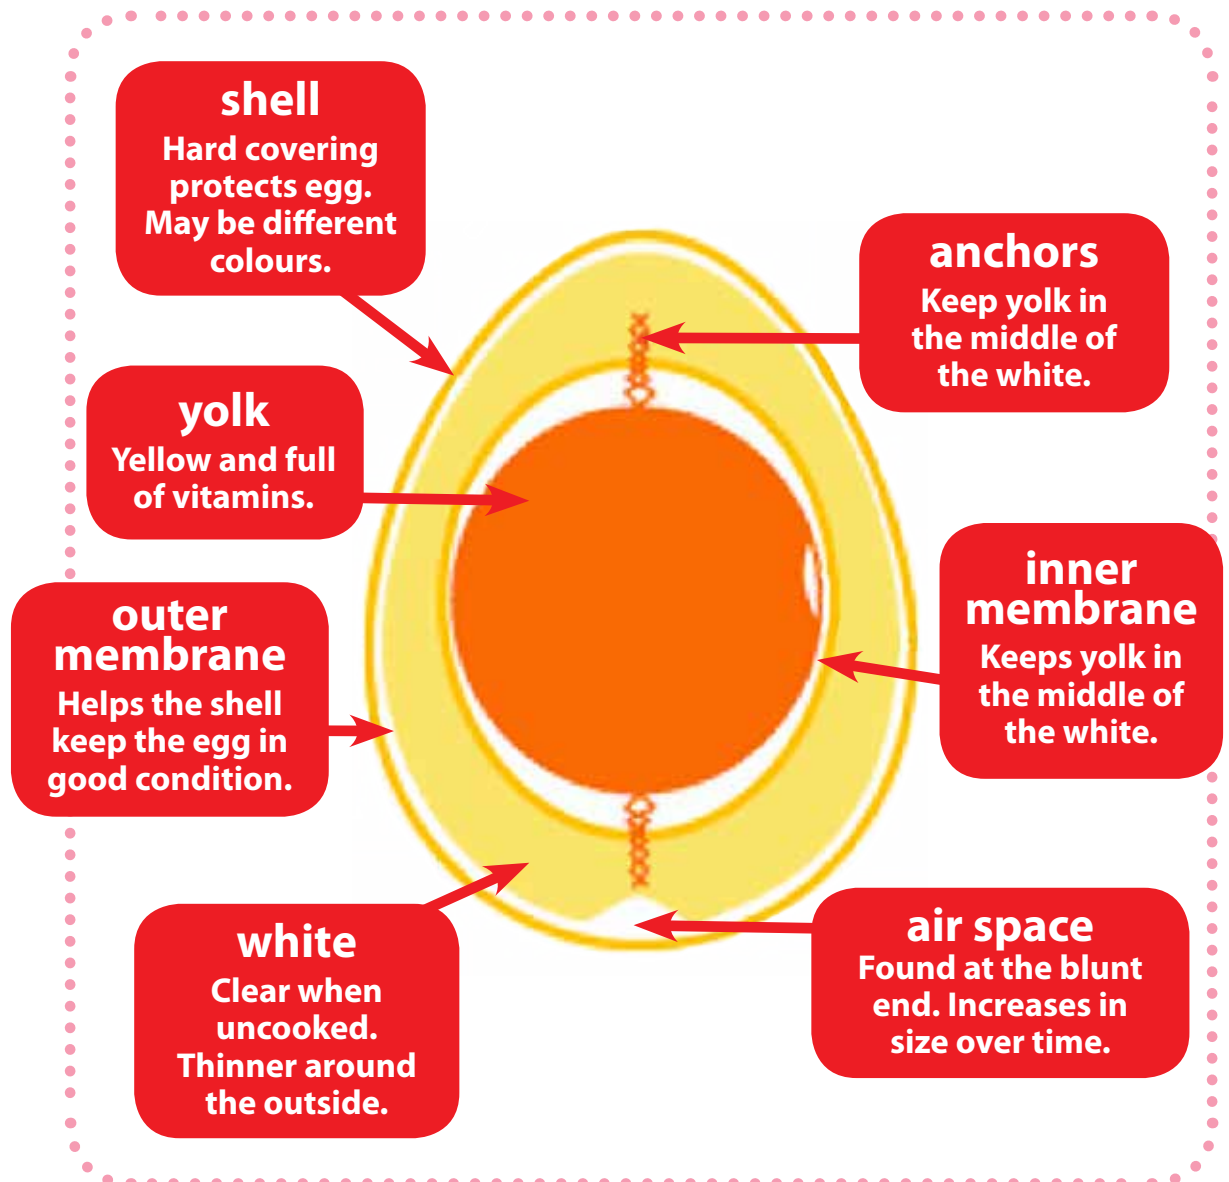 shell
Hard covering
protects egg.
May be different
colours.
anchors
Keep yolk in
the middle of
the white.
yolk
Yellow and full
of vitamins.
inner
membrane
Keeps yolk in
the middle of
the white.
outer
membrane
Helps the shell
keep the egg in
good condition.
white
Clear when
uncooked.
Thinner around
the outside.
air space
Found at the blunt
end. Increases in
size over time.